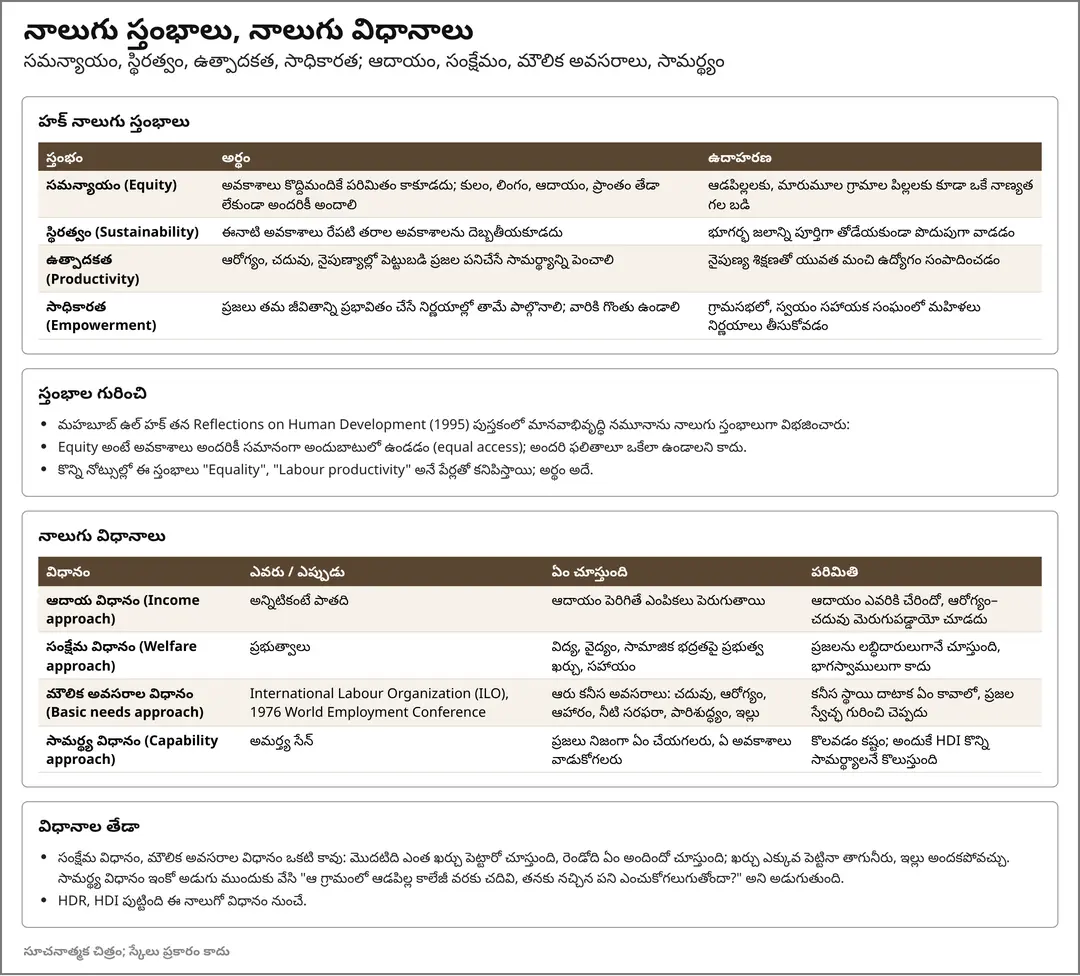 నాలుగు స్తంభాలు, నాలుగు విధానాలు
సమన్యాయం, స్థిరత్వం, ఉత్పాదకత, సాధికారత; ఆదాయం, సంక్షేమం, మౌలిక అవసరాలు, సామర్థ్యం
హక్ నాలుగు స్తంభాలు
స్తంభం అర్థం ఉదాహరణ
సమన్యాయం (Equity) అవకాశాలు కొద్దిమందికే పరిమితం కాకూడదు; కులం, లింగం, ఆదాయం, ప్రాంతం తేడా ఆడపిల్లలకు, మారుమూల గ్రామాల పిల్లలకు కూడా ఒకే నాణ్యత
లేకుండా అందరికీ అందాలి గల బడి
స్థిరత్వం (Sustainability) ఈనాటి అవకాశాలు రేపటి తరాల అవకాశాలను దెబ్బతీయకూడదు భూగర్భ జలాన్ని పూర్తిగా తోడేయకుండా పొదుపుగా వాడడం
ఉత్పాదకత ఆరోగ్యం, చదువు, నైపుణ్యాల్లో పెట్టుబడి ప్రజల పనిచేసే సామర్థ్యాన్ని పెంచాలి నైపుణ్య శిక్షణతో యువత మంచి ఉద్యోగం సంపాదించడం
(Productivity)
సాధికారత ప్రజలు తమ జీవితాన్ని ప్రభావితం చేసే నిర్ణయాల్లో తామే పాల్గొనాలి; వారికి గొంతు ఉండాలి గ్రామసభలో, స్వయం సహాయక సంఘంలో మహిళలు
(Empowerment) నిర్ణయాలు తీసుకోవడం
స్తంభాల గురించి
• మహబూబ్ ఉల్ హక్ తన Reflections on Human Development (1995) పుస్తకంలో మానవాభివృద్ధి నమూనాను నాలుగు స్తంభాలుగా విభజించారు:
• Equity అంటే అవకాశాలు అందరికీ సమానంగా అందుబాటులో ఉండడం (equal access); అందరి ఫలితాలూ ఒకేలా ఉండాలని కాదు.
• కొన్ని నోట్సుల్లో ఈ స్తంభాలు "Equality", "Labour productivity" అనే పేర్లతో కనిపిస్తాయి; అర్థం అదే.
నాలుగు విధానాలు
విధానం ఎవరు / ఎప్పుడు ఏం చూస్తుంది పరిమితి
ఆదాయ విధానం (Income అన్నిటికంటే పాతది ఆదాయం పెరిగితే ఎంపికలు పెరుగుతాయి ఆదాయం ఎవరికి చేరిందో, ఆరోగ్యం–
approach) చదువు మెరుగుపడ్డాయో చూడదు
సంక్షేమ విధానం (Welfare ప్రభుత్వాలు విద్య, వైద్యం, సామాజిక భద్రతపై ప్రభుత్వ ప్రజలను లబ్ధిదారులుగానే చూస్తుంది,
approach) ఖర్చు, సహాయం భాగస్వాములుగా కాదు
మౌలిక అవసరాల విధానం International Labour Organization (ILO), ఆరు కనీస అవసరాలు: చదువు, ఆరోగ్యం, కనీస స్థాయి దాటాక ఏం కావాలో, ప్రజల
(Basic needs approach) 1976 World Employment Conference ఆహారం, నీటి సరఫరా, పారిశుద్ధ్యం, ఇల్లు స్వేచ్ఛ గురించి చెప్పదు
సామర్థ్య విధానం (Capability అమర్త్య సేన్ ప్రజలు నిజంగా ఏం చేయగలరు, ఏ అవకాశాలు కొలవడం కష్టం; అందుకే HDI కొన్ని
approach) వాడుకోగలరు సామర్థ్యాలనే కొలుస్తుంది
విధానాల తేడా
• సంక్షేమ విధానం, మౌలిక అవసరాల విధానం ఒకటి కావు: మొదటిది ఎంత ఖర్చు పెట్టారో చూస్తుంది, రెండోది ఏం అందిందో చూస్తుంది; ఖర్చు ఎక్కువ పెట్టినా తాగునీరు, ఇల్లు అందకపోవచ్చు.
సామర్థ్య విధానం ఇంకో అడుగు ముందుకు వేసి "ఆ గ్రామంలో ఆడపిల్ల కాలేజీ వరకు చదివి, తనకు నచ్చిన పని ఎంచుకోగలుగుతోందా?" అని అడుగుతుంది.
• HDR, HDI పుట్టింది ఈ నాలుగో విధానం నుంచే.
సూచనాత్మక చిత్రం; స్కేలు ప్రకారం కాదు